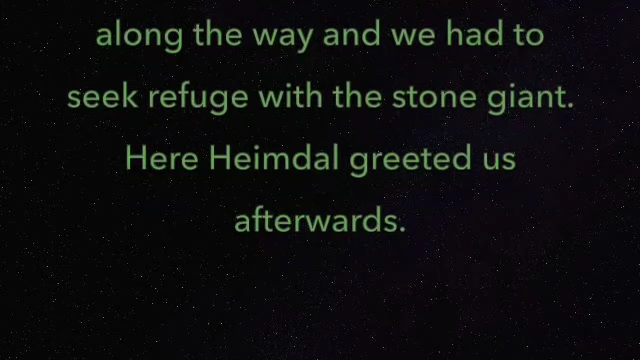 along the way and we had to
seek refuge with the stone giant.
Here Heimdal greeted us
afterwards.